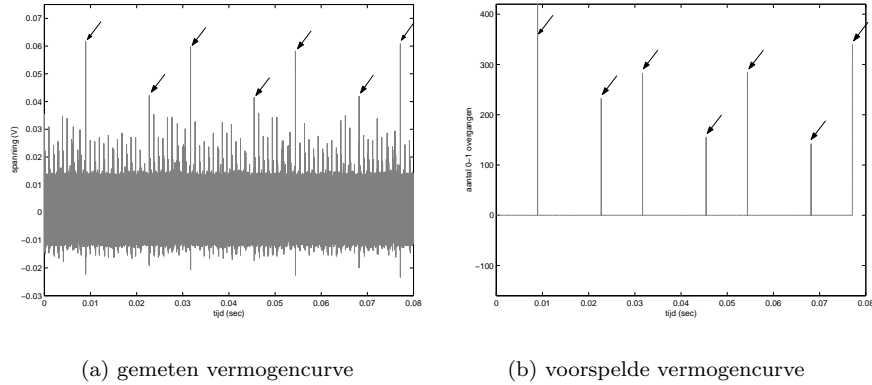 0.07
0.06
0.05
0.04
0.03
0.02
0.01
0
−0.01
−0.02
−0.03
spanning (V)
0 0.01 0.02 0.03 0.04 0.05 0.06 0.07 0.08
tijd (sec)
(a) gemeten vermogencurve
400
300
200
100
0
−100
aantal 0−1 overgangen
0 0.01 0.02 0.03 0.04 0.05 0.06 0.07 0.08
tijd (sec)
(b) voorspelde vermogencurve